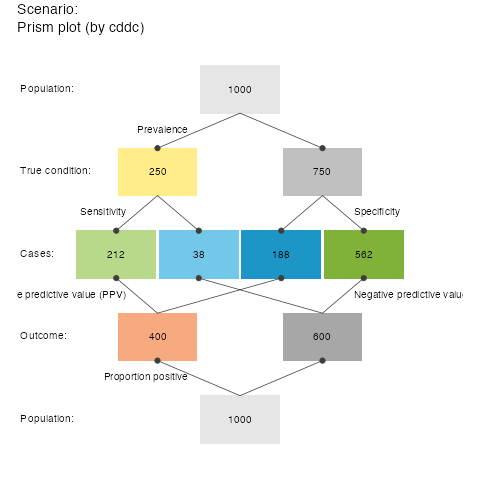 Scenario:
Prism plot (by cddc)
Population:
1000
Prevalence
True condition:
250
750
Sensitivity
Specificity
Cases:
212
38
188
562
e predictive value (PPV)
Negative predictive valu
Outcome:
400
600
Proportion positive
Population:
1000